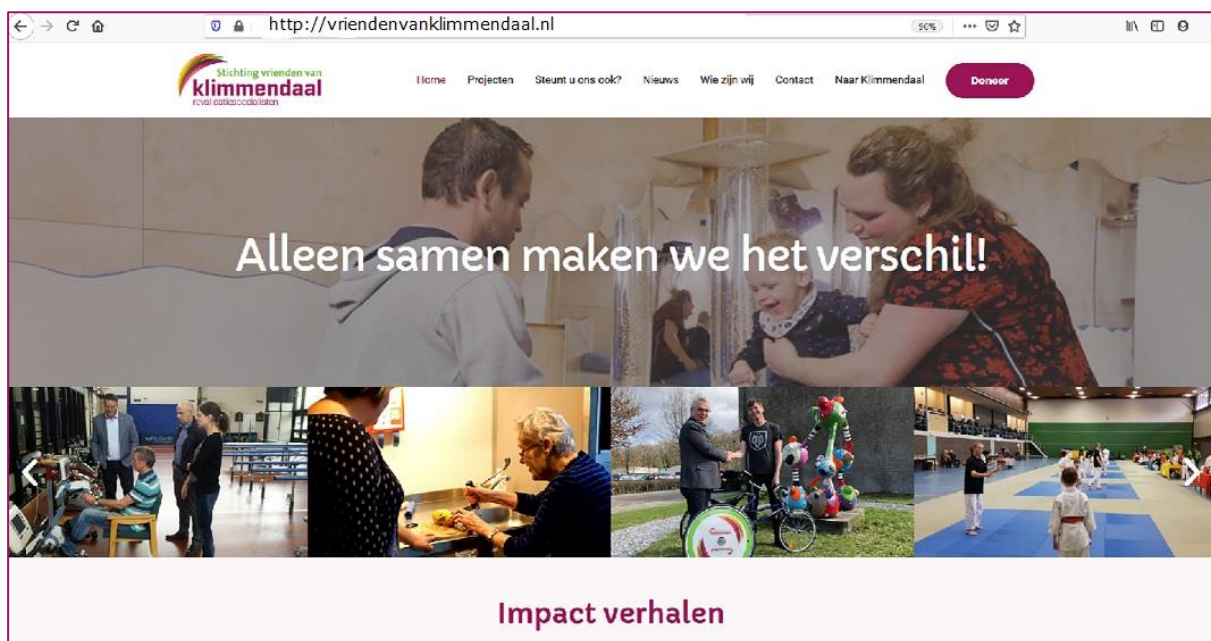 http://vriendenvanklimmendaal.nl
90%
Stichting vrienden van
klimmendaal
revalidatiespecialisten
Home Projecten Steunt u ons ook? Nieuws Wie zijn wij Contact Naar Klimmendaal Doneer
Alleen samen maken we het verschil!
Impact verhalen